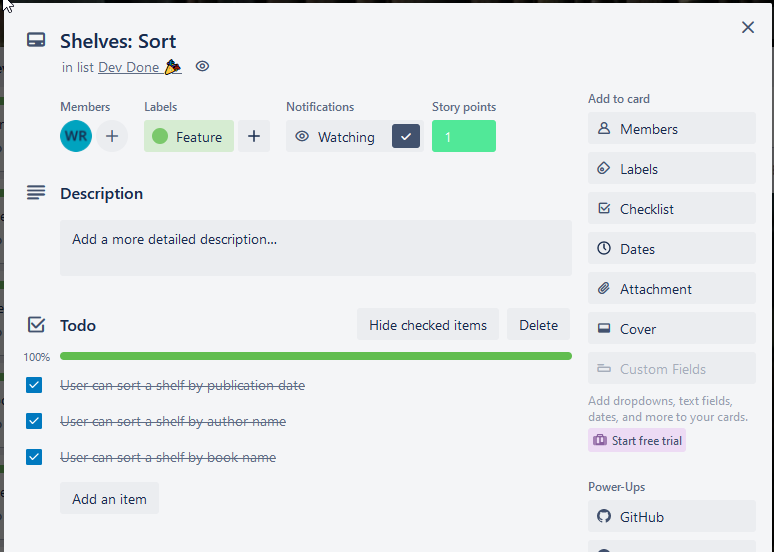 Shelves: Sort
in list Dev Done 🎉
Members
Labels
Notifications
Story points
WR
Feature
Watching
1
Description
Add a more detailed description...
Todo
Hide checked items
Delete
100%
User can sort a shelf by publication date
User can sort a shelf by author name
User can sort a shelf by book name
Add an item
Add to card
Members
Labels
Checklist
Dates
Attachment
Cover
Custom Fields
Add dropdowns, text fields,
dates, and more to your cards.
Start free trial
Power-Ups
GitHub